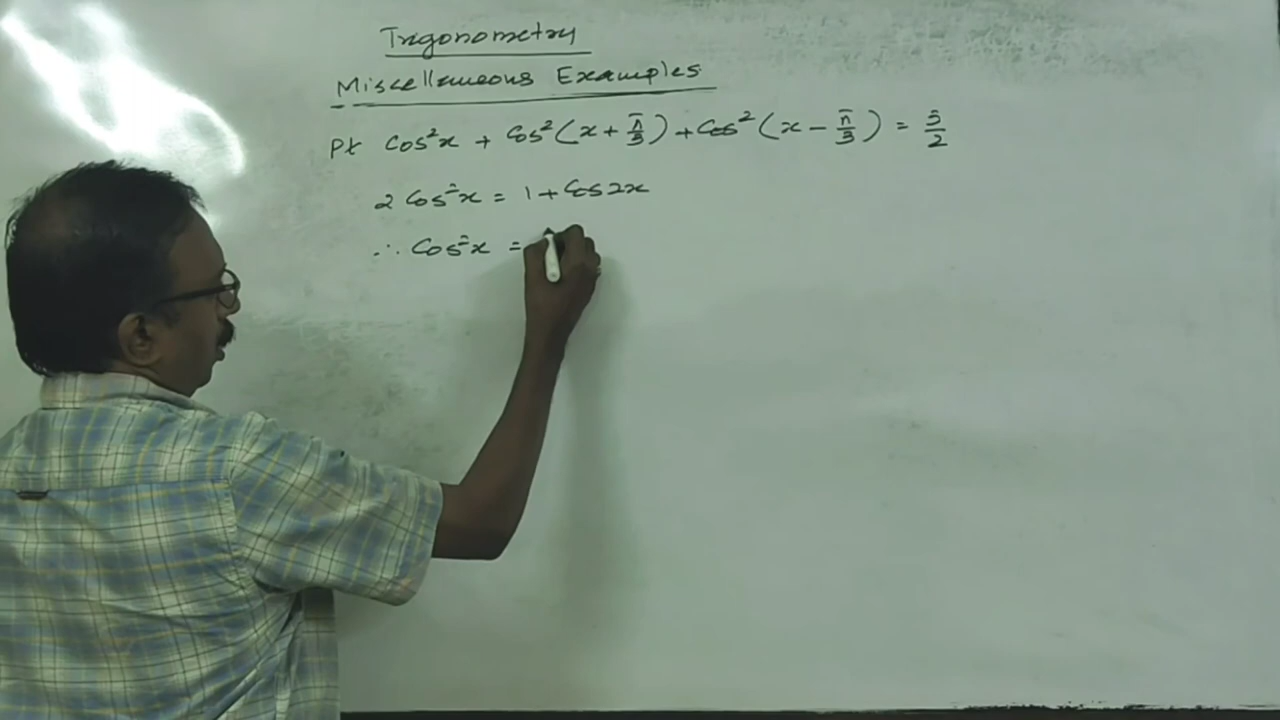 Trigonometry
Miscellaneous Examples
Pt Cos²x + Cos²(x + π/3) + Cos²(x - π/3) = 3/2
2 Cos²x = 1 + Cos2x
∴ Cos²x =